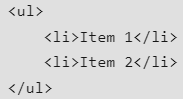 <ul>
    <li>Item 1</li>
    <li>Item 2</li>
</ul>